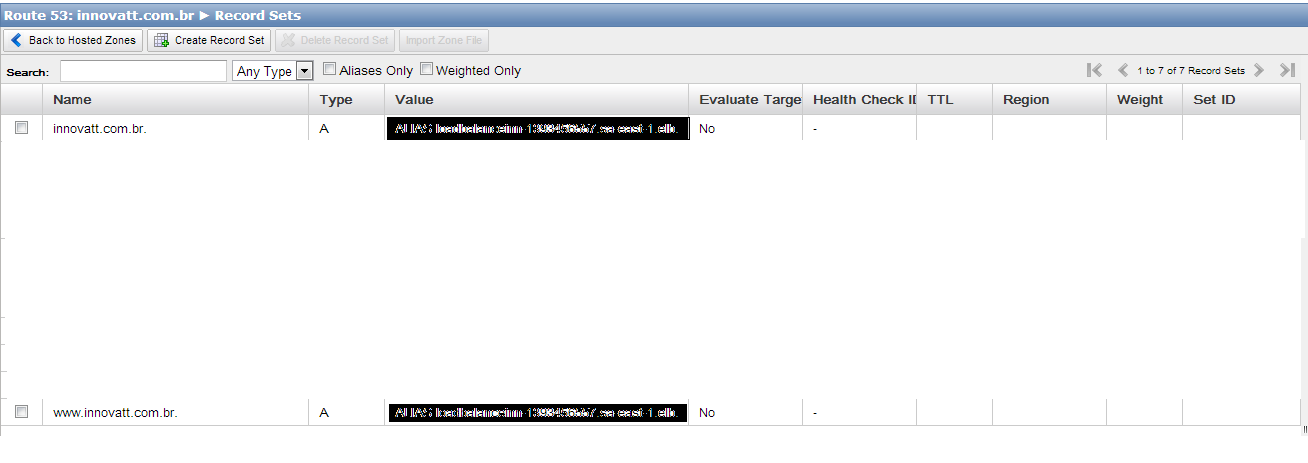 Route 53: innovatt.com.br ▶ Record Sets
Back to Hosted Zones Create Record Set Delete Record Set Import Zone File
Search: Any Type Aliases Only Weighted Only 1 to 7 of 7 Record Sets
Name Type Value Evaluate Targe Health Check ID TTL Region Weight Set ID
innovatt.com.br. A ALIAS No -
www.innovatt.com.br. A ALIAS No -